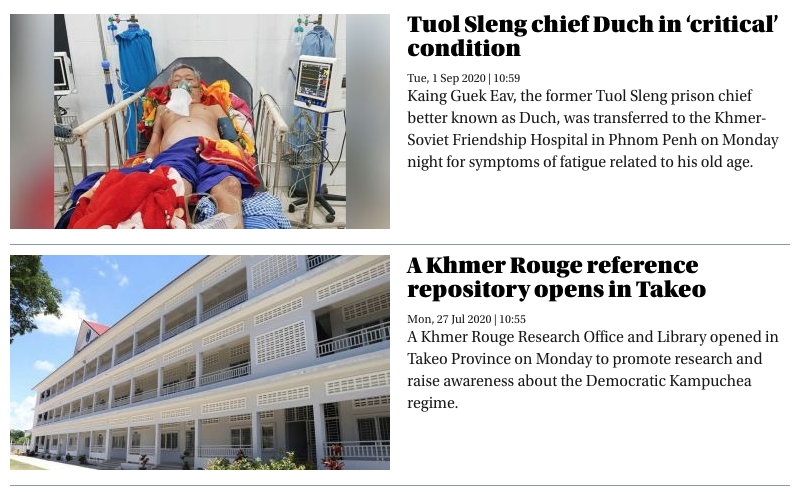 Tuol Sleng chief Duch in ‘critical’
condition
Tue, 1 Sep 2020 | 10:59
Kaing Guek Eav, the former Tuol Sleng prison chief
better known as Duch, was transferred to the Khmer-
Soviet Friendship Hospital in Phnom Penh on Monday
night for symptoms of fatigue related to his old age.
A Khmer Rouge reference
repository opens in Takeo
Mon, 27 Jul 2020 | 10:55
A Khmer Rouge Research Office and Library opened in
Takeo Province on Monday to promote research and
raise awareness about the Democratic Kampuchea
regime.